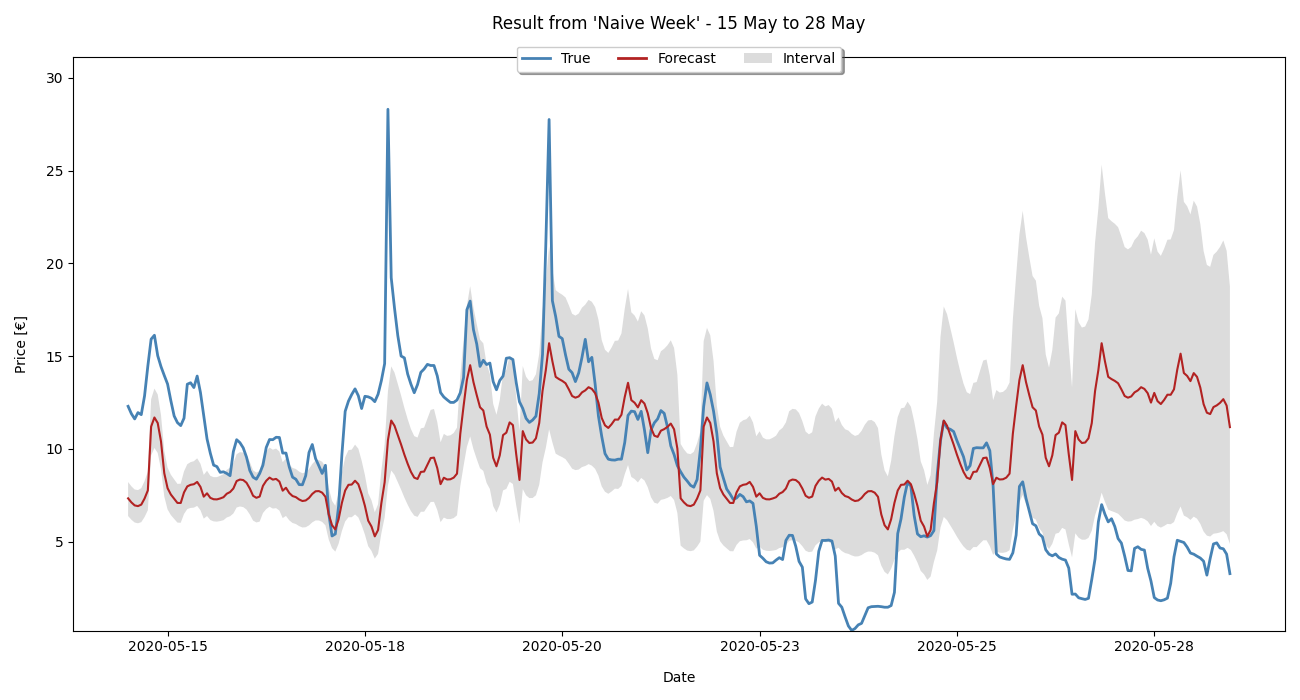 Result from 'Naive Week' - 15 May to 28 May
True Forecast Interval
30
25
20
15
10
5
Price [€]
2020-05-15 2020-05-18 2020-05-20 2020-05-23 2020-05-25 2020-05-28
Date